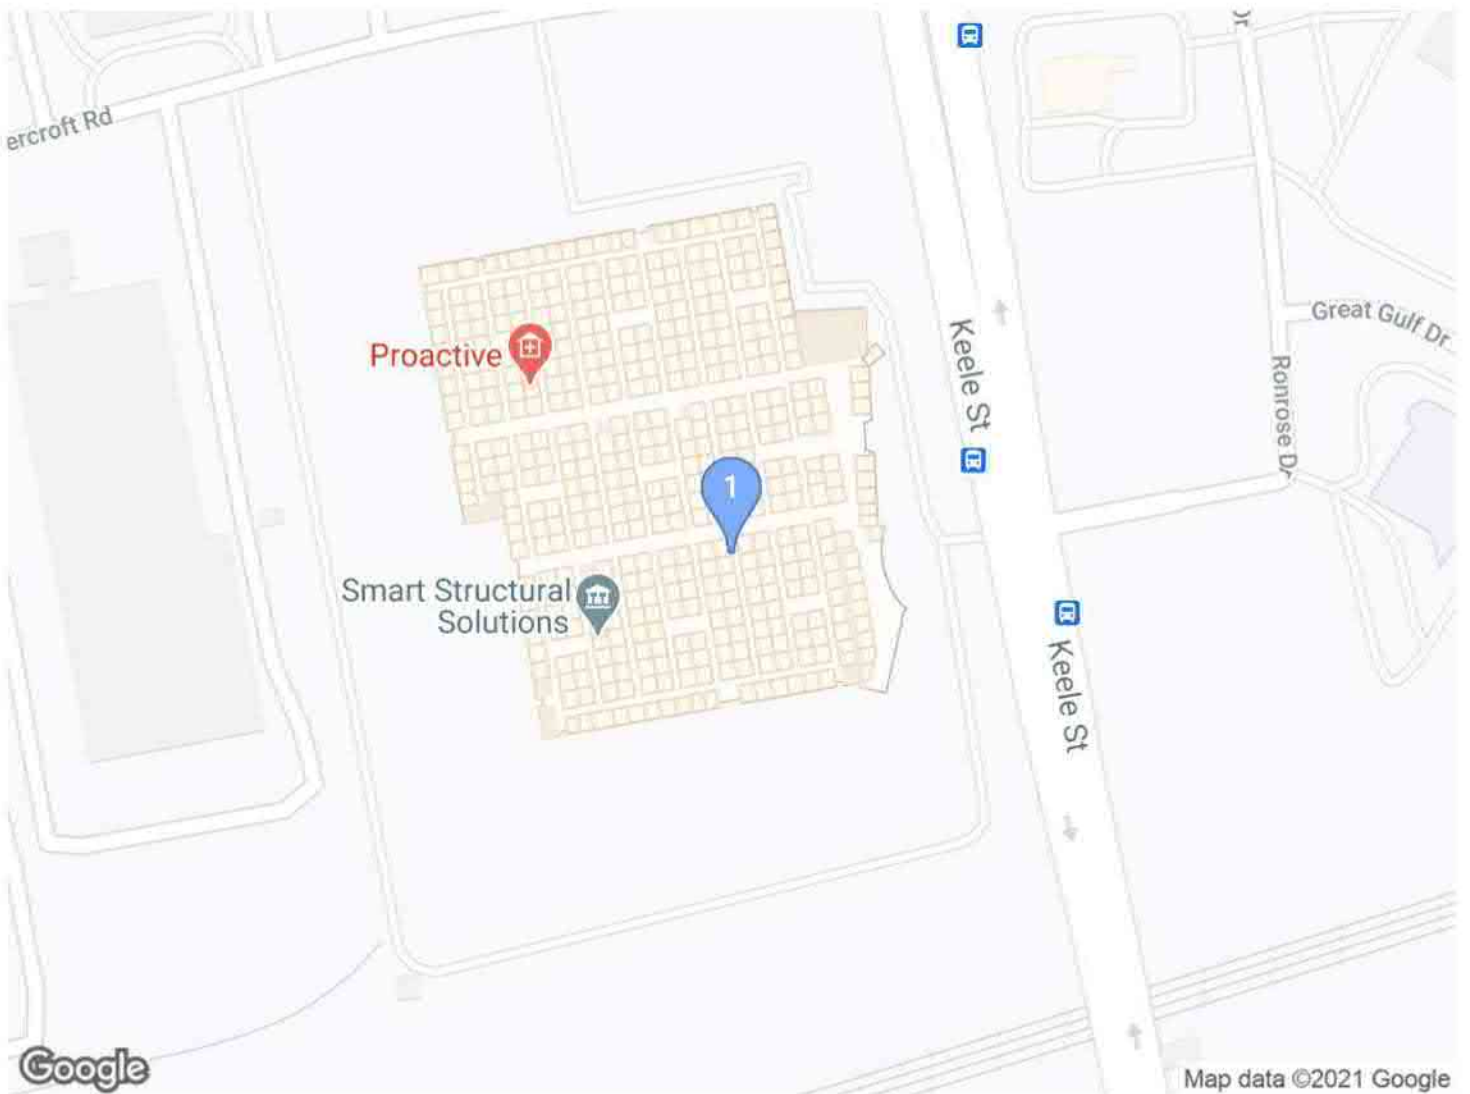 Dr
ercroft Rd
Great Gulf Dr
Keele St
Proactive
Ronrose Dr
1
Smart Structural
Solutions
Keele St
Google
Map data ©2021 Google